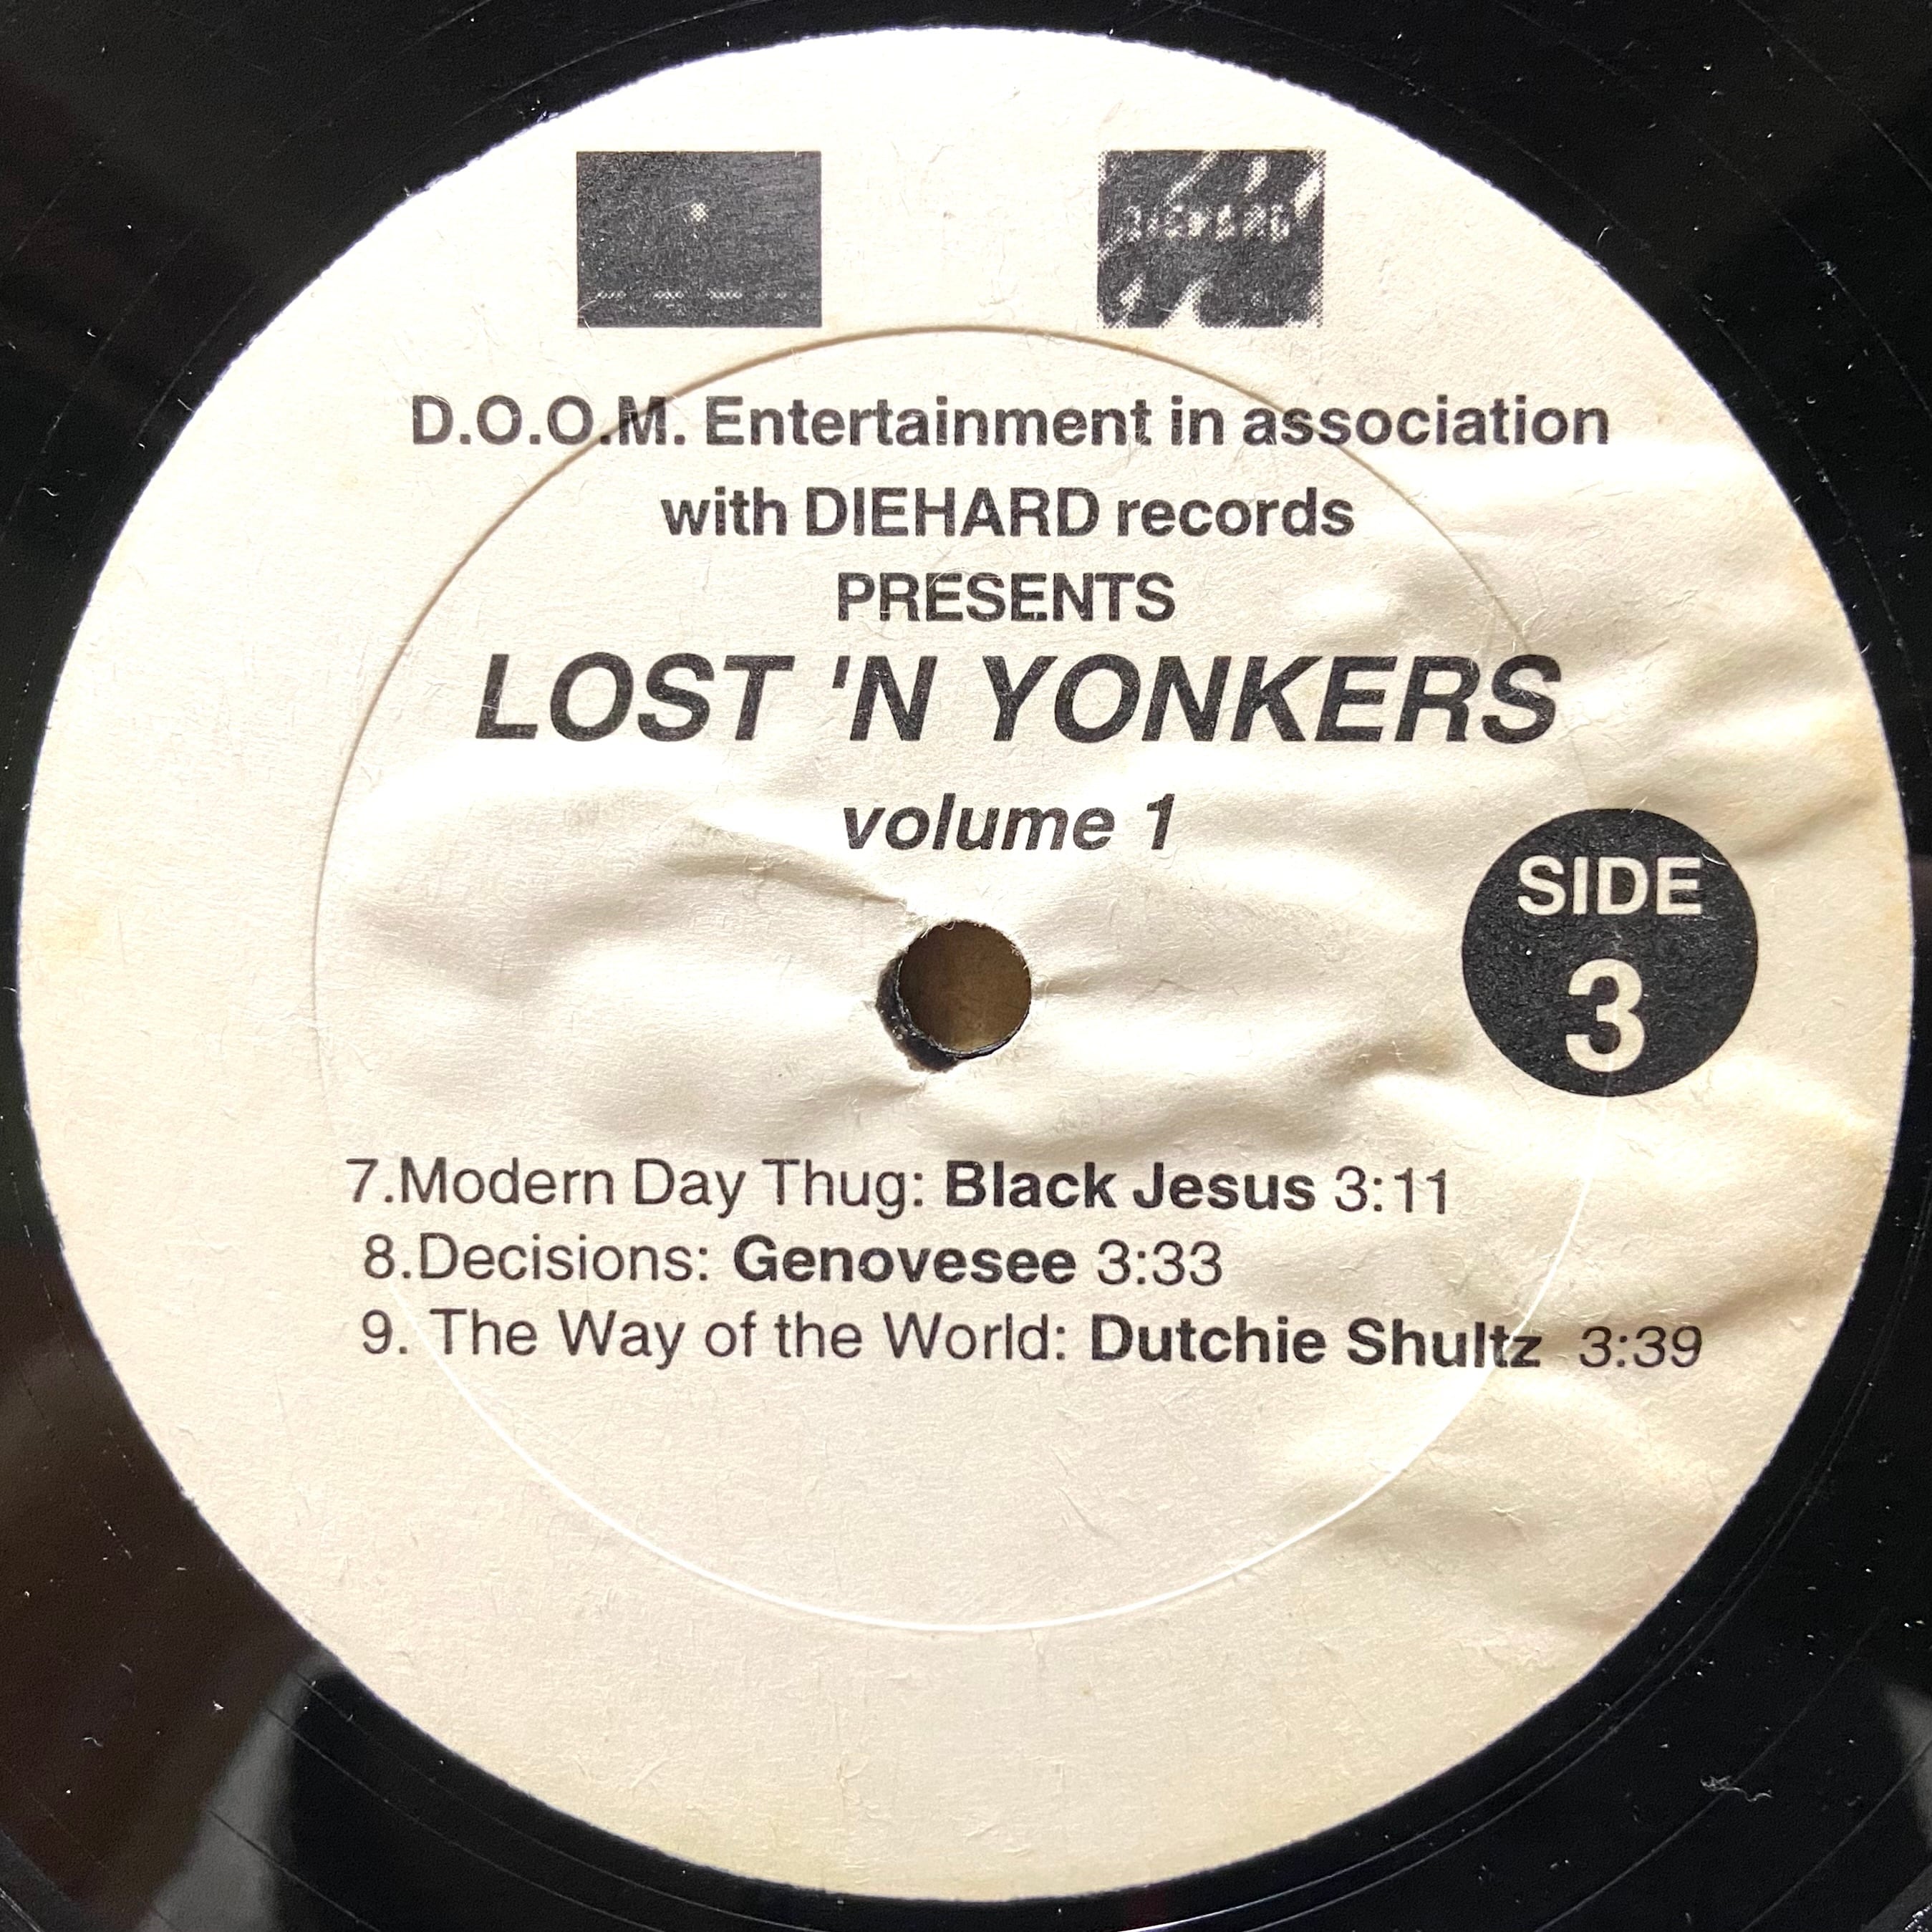 DIEHARD
D.O.O.M. Entertainment in association
with DIEHARD records
PRESENTS
LOST 'N YONKERS
volume 1
SIDE
3
7.Modern Day Thug: Black Jesus 3:11
8.Decisions: Genovesee 3:33
9. The Way of the World: Dutchie Shultz 3:39